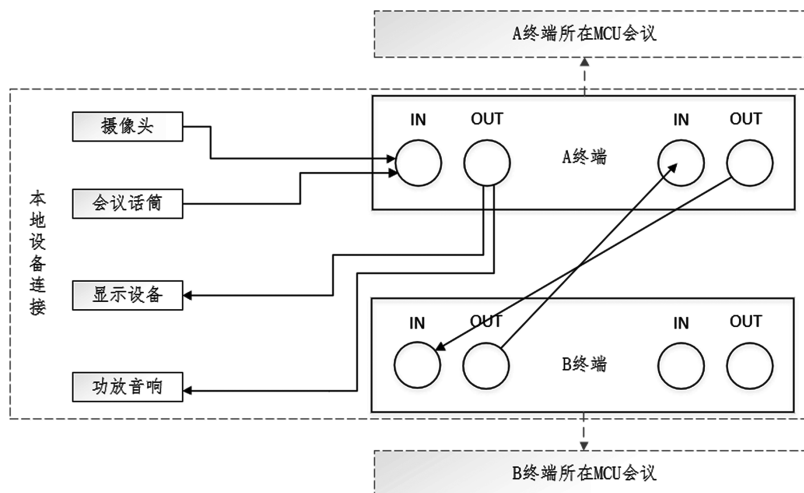 A终端所在MCU会议
摄像头
会议话筒
本地设备连接
显示设备
功放音响
IN
OUT
A终端
IN
OUT
IN
OUT
B终端
IN
OUT
B终端所在MCU会议